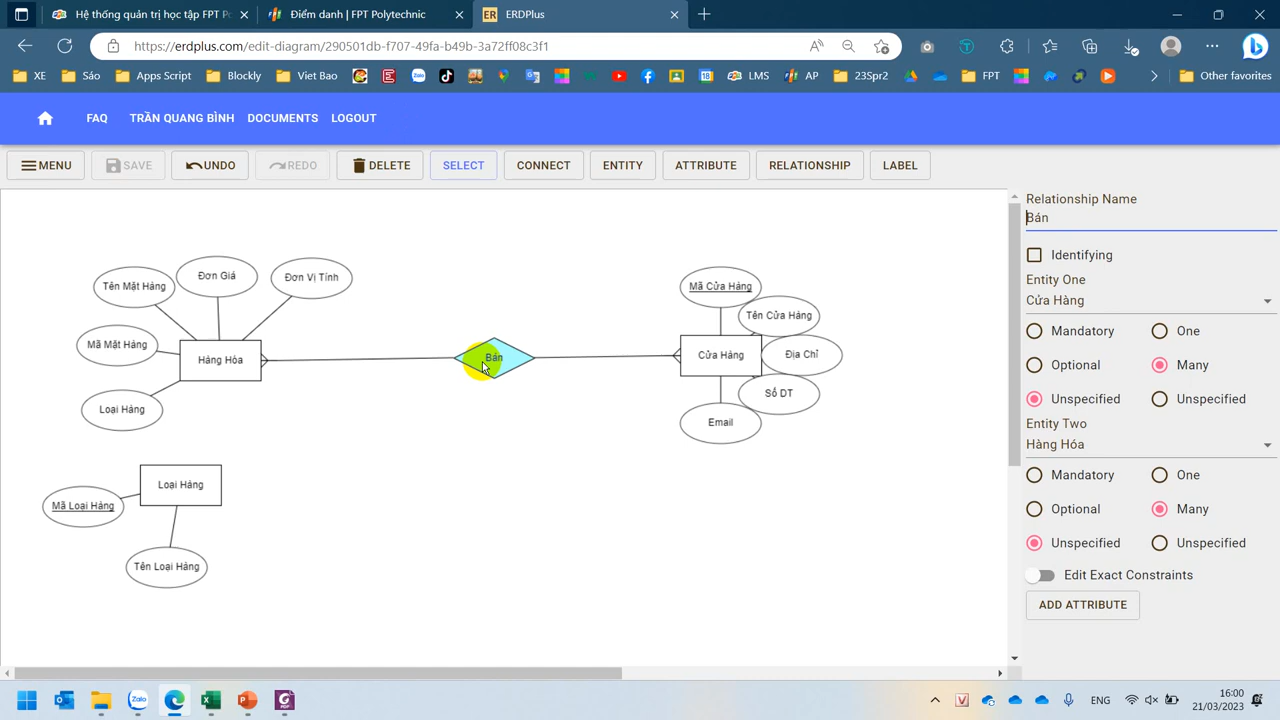 Hệ thống quản trị học tập FPT Po
Điểm danh | FPT Polytechnic
ER ERDPlus
https://erdplus.com/edit-diagram/290501db-f707-49fa-b49b-3a72ff08c3f1
XE Sáo Apps Script Blockly Viet Bao LMS AP 23Spr2 FPT Other favorites
FAQ TRẦN QUANG BÌNH DOCUMENTS LOGOUT
MENU SAVE UNDO REDO DELETE SELECT CONNECT ENTITY ATTRIBUTE RELATIONSHIP LABEL
Tên Mặt Hàng
Đơn Giá
Đơn Vị Tính
Mã Mặt Hàng
Hàng Hóa
Loại Hàng
Bán
Mã Cửa Hàng
Tên Cửa Hàng
Cửa Hàng
Địa Chỉ
Số DT
Email
Loại Hàng
Mã Loại Hàng
Tên Loại Hàng
Relationship Name
Bán
Identifying
Entity One
Cửa Hàng
Mandatory One
Optional Many
Unspecified Unspecified
Entity Two
Hàng Hóa
Mandatory One
Optional Many
Unspecified Unspecified
Edit Exact Constraints
ADD ATTRIBUTE
ENG
16:00
21/03/2023